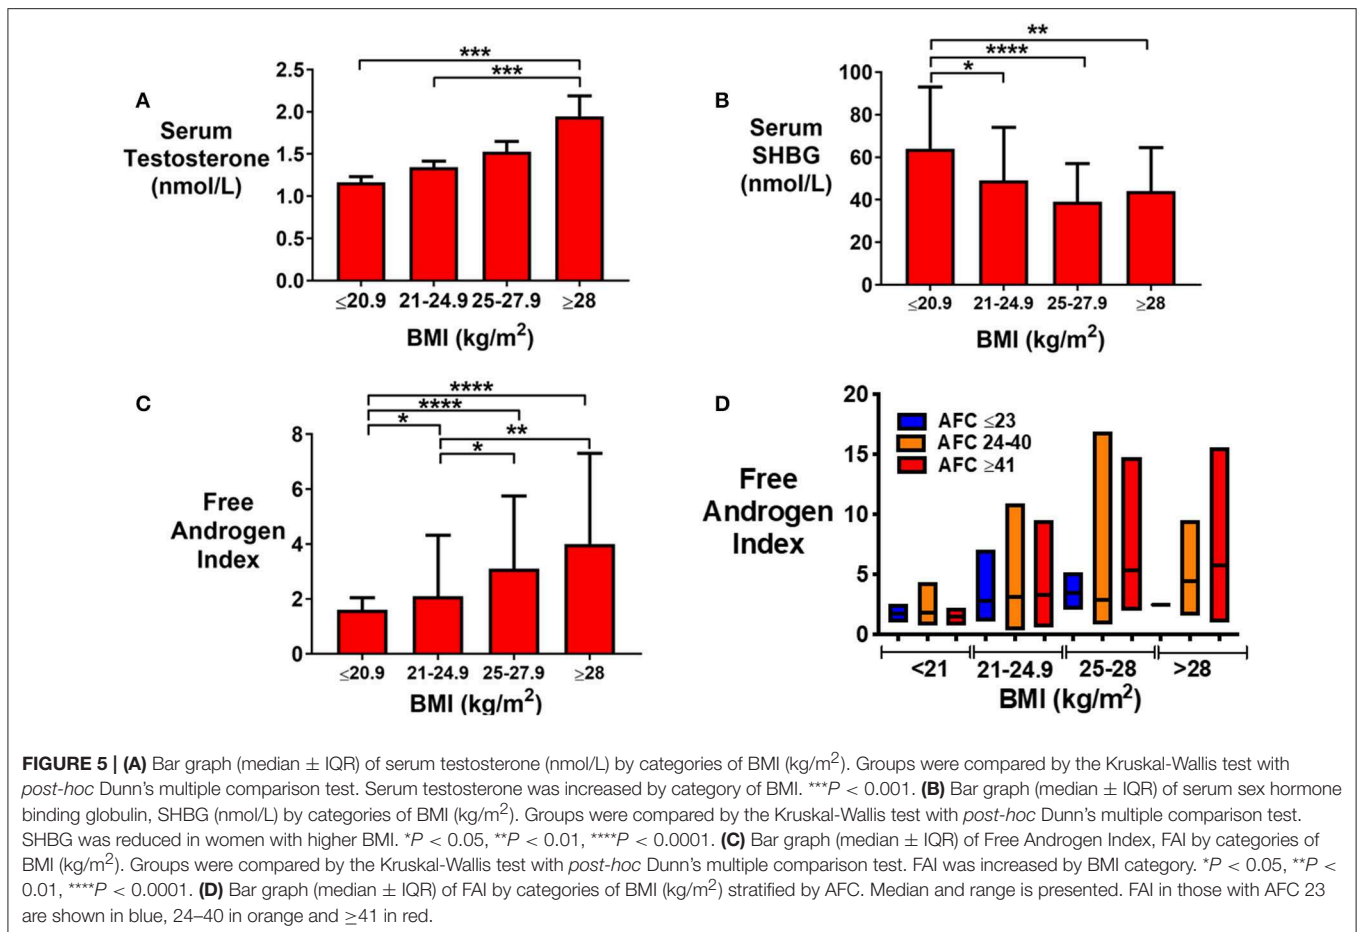 A
Serum
Testosterone
(nmol/L)
***
***
2.5
2.0
1.5
1.0
0.5
0.0
≤20.9 21-24.9 25-27.9 ≥28
BMI (kg/m²)
B
Serum
SHBG
(nmol/L)
**
****
*
100
80
60
40
20
0
≤20.9 21-24.9 25-27.9 ≥28
BMI (kg/m²)
C
Free
Androgen
Index
****
****
*
**
*
8
6
4
2
0
≤20.9 21-24.9 25-27.9 ≥28
BMI (kg/m²)
D
Free
Androgen
Index
20
15
10
5
0
AFC ≤23
AFC 24-40
AFC ≥41
<21 21-24.9 25-28 >28
BMI (kg/m²)
FIGURE 5 | (A) Bar graph (median ± IQR) of serum testosterone (nmol/L) by categories of BMI (kg/m²). Groups were compared by the Kruskal-Wallis test with
post-hoc Dunn's multiple comparison test. Serum testosterone was increased by category of BMI. ***P < 0.001. (B) Bar graph (median ± IQR) of serum sex hormone
binding globulin, SHBG (nmol/L) by categories of BMI (kg/m²). Groups were compared by the Kruskal-Wallis test with post-hoc Dunn's multiple comparison test.
SHBG was reduced in women with higher BMI. *P < 0.05, **P < 0.01, ****P < 0.0001. (C) Bar graph (median ± IQR) of Free Androgen Index, FAI by categories of
BMI (kg/m²). Groups were compared by the Kruskal-Wallis test with post-hoc Dunn's multiple comparison test. FAI was increased by BMI category. *P < 0.05, **P <
0.01, ****P < 0.0001. (D) Bar graph (median ± IQR) of FAI by categories of BMI (kg/m²) stratified by AFC. Median and range is presented. FAI in those with AFC 23
are shown in blue, 24–40 in orange and ≥41 in red.